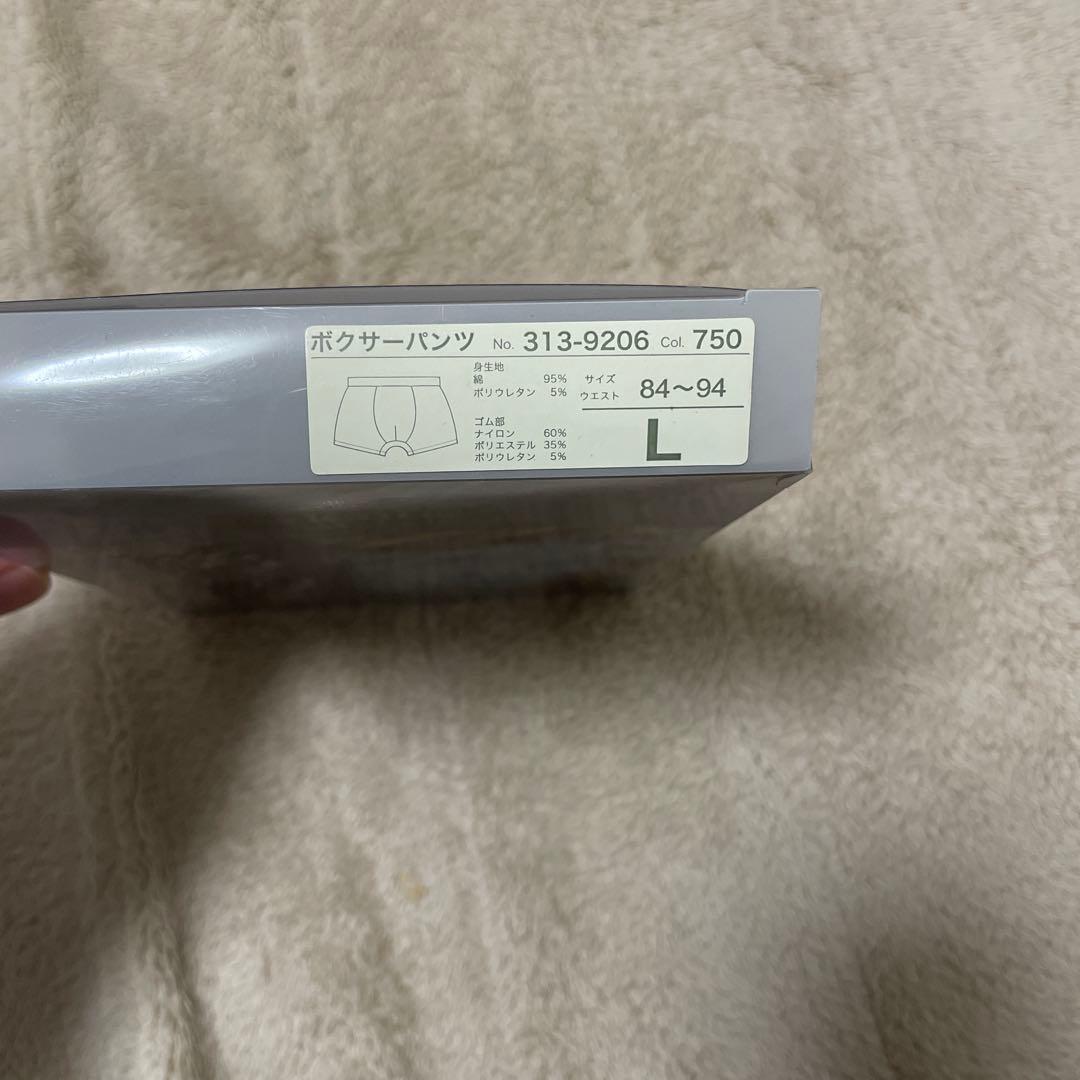 ボクサーパンツ No. 313-9206 Col. 750
身生地
綿 95%
ポリウレタン 5%
ゴム部
ナイロン 60%
ポリエステル 35%
ポリウレタン 5%
サイズ
ウエスト 84〜94
L